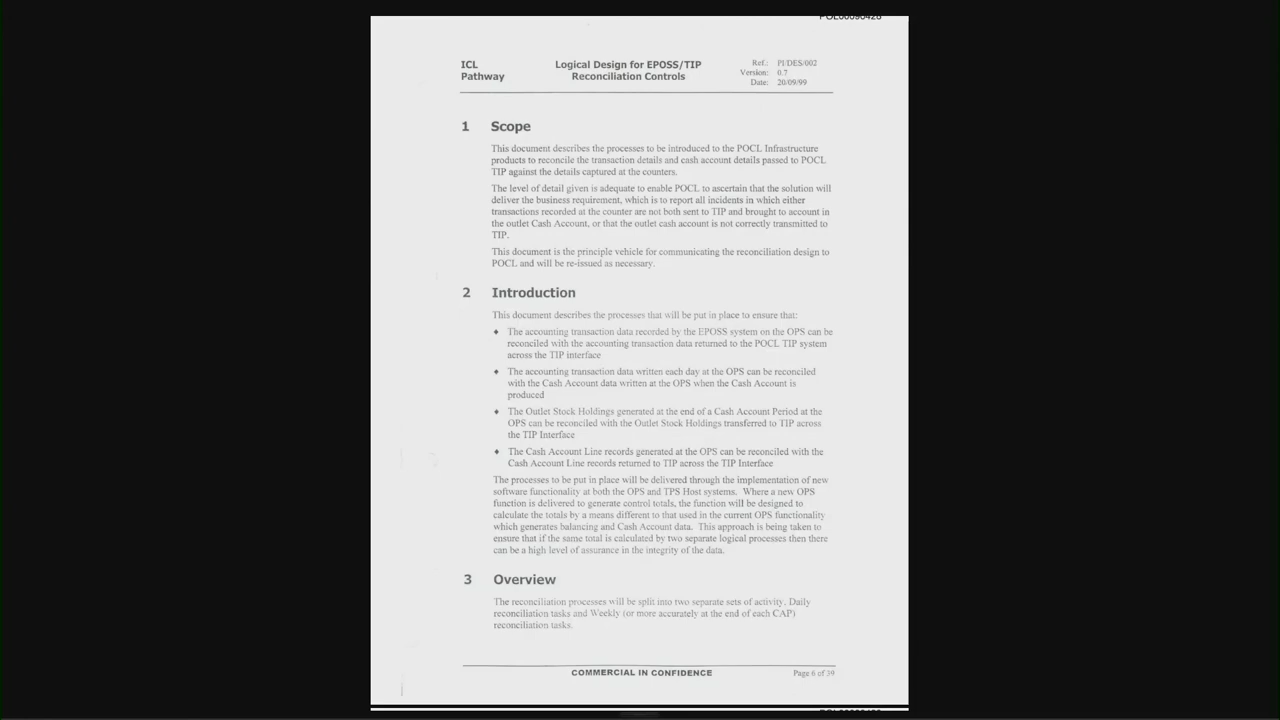 POL00090428
ICL
Pathway
Logical Design for EPOSS/TIP
Reconciliation Controls
Ref.: PI/DES/002
Version: 0.7
Date: 20/09/99
1 Scope
This document describes the processes to be introduced to the POCL Infrastructure
products to reconcile the transaction details and cash account details passed to POCL
TIP against the details captured at the counters.
The level of detail given is adequate to enable POCL to ascertain that the solution will
deliver the business requirement, which is to report all incidents in which either
transactions recorded at the counter are not both sent to TIP and brought to account in
the outlet Cash Account, or that the outlet cash account is not correctly transmitted to
TIP.
This document is the principle vehicle for communicating the reconciliation design to
POCL and will be re-issued as necessary.
2 Introduction
This document describes the processes that will be put in place to ensure that:
♦ The accounting transaction data recorded by the EPOSS system on the OPS can be
reconciled with the accounting transaction data returned to the POCL TIP system
across the TIP interface
♦ The accounting transaction data written each day at the OPS can be reconciled
with the Cash Account data written at the OPS when the Cash Account is
produced
♦ The Outlet Stock Holdings generated at the end of a Cash Account Period at the
OPS can be reconciled with the Outlet Stock Holdings transferred to TIP across
the TIP Interface
♦ The Cash Account Line records generated at the OPS can be reconciled with the
Cash Account Line records returned to TIP across the TIP Interface
The processes to be put in place will be delivered through the implementation of new
software functionality at both the OPS and TPS Host systems. Where a new OPS
function is delivered to generate control totals, the function will be designed to
calculate the totals by a means different to that used in the current OPS functionality
which generates balancing and Cash Account data. This approach is being taken to
ensure that if the same total is calculated by two separate logical processes then there
can be a high level of assurance in the integrity of the data.
3 Overview
The reconciliation processes will be split into two separate sets of activity, Daily
reconciliation tasks and Weekly (or more accurately at the end of each CAP)
reconciliation tasks.
COMMERCIAL IN CONFIDENCE
Page 6 of 39